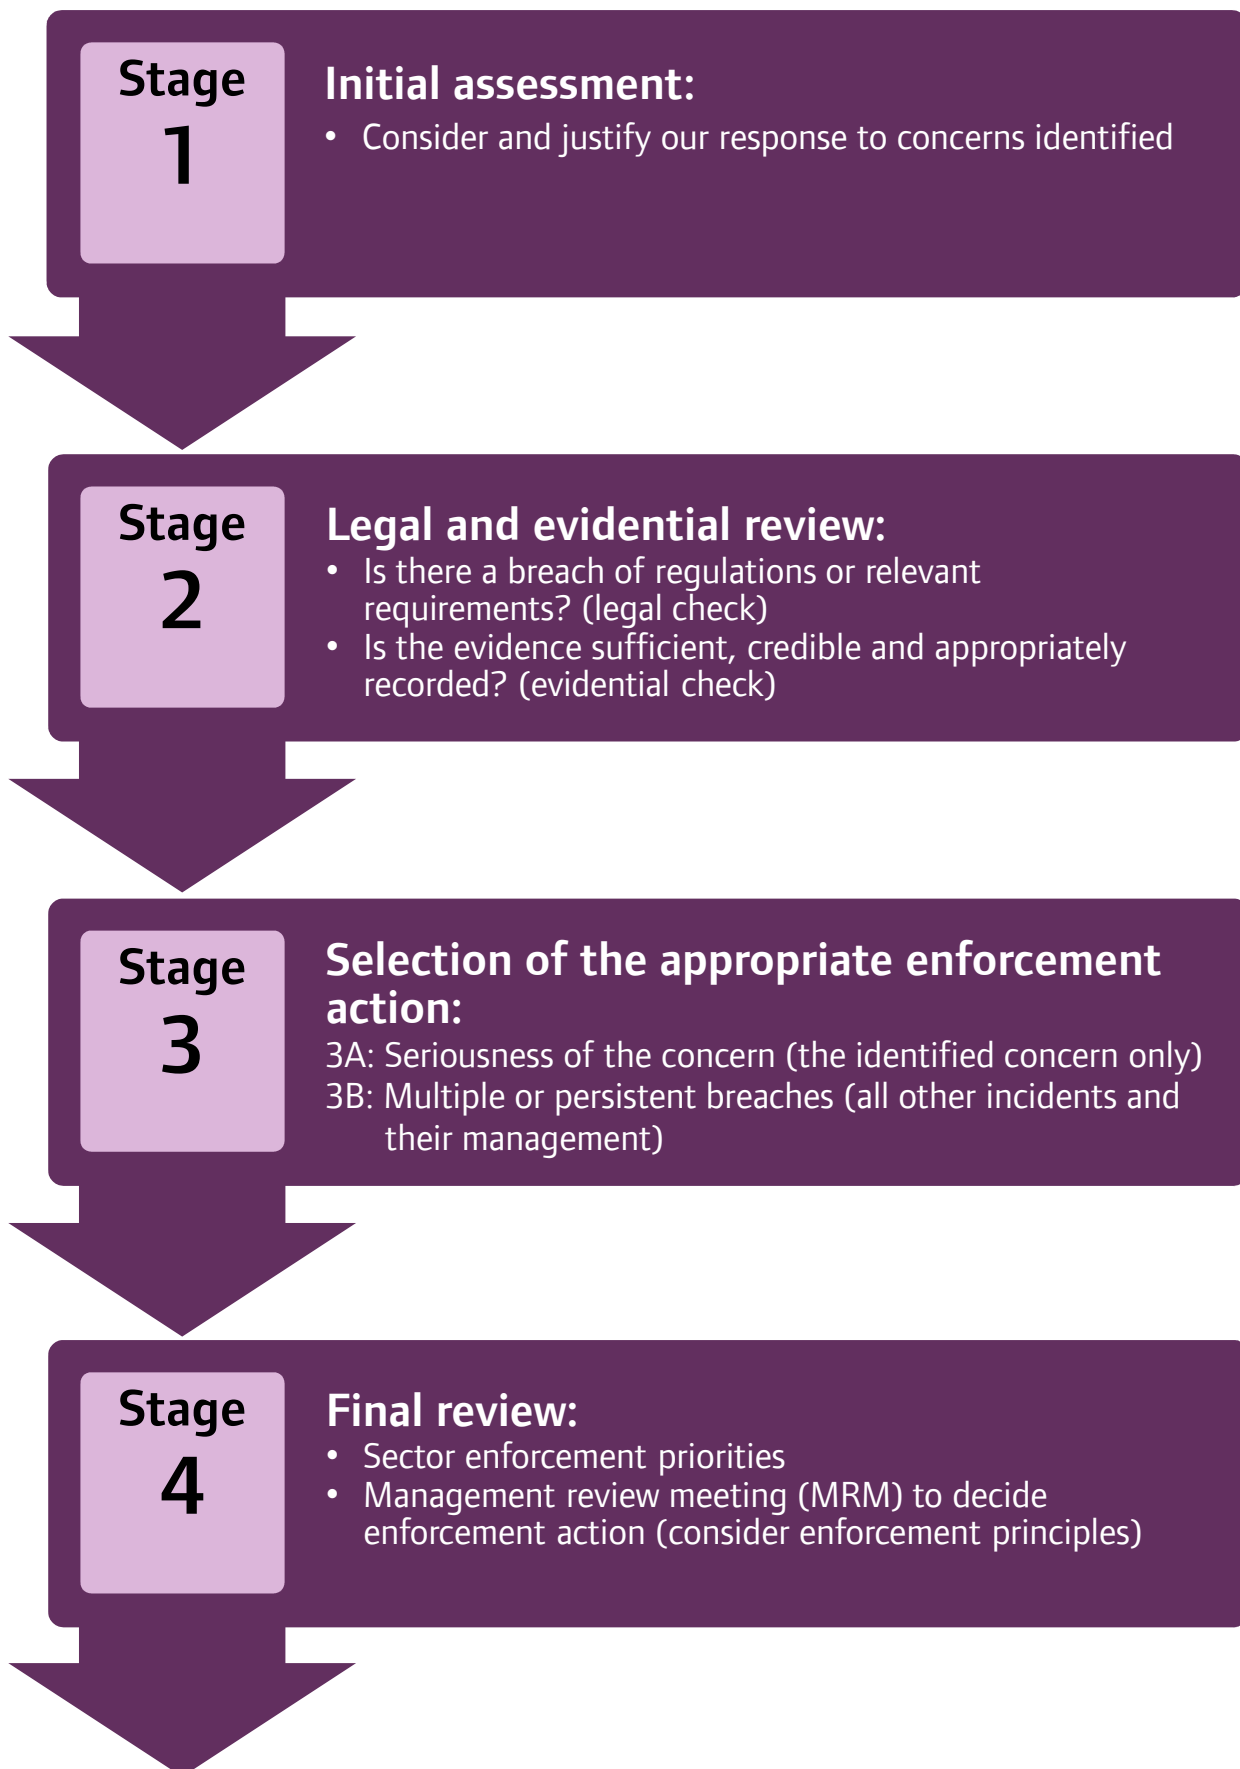 Stage
1
Initial assessment:
• Consider and justify our response to concerns identified
Stage
2
Legal and evidential review:
• Is there a breach of regulations or relevant
requirements? (legal check)
• Is the evidence sufficient, credible and appropriately
recorded? (evidential check)
Stage
3
Selection of the appropriate enforcement
action:
3A: Seriousness of the concern (the identified concern only)
3B: Multiple or persistent breaches (all other incidents and
their management)
Stage
4
Final review:
• Sector enforcement priorities
• Management review meeting (MRM) to decide
enforcement action (consider enforcement principles)